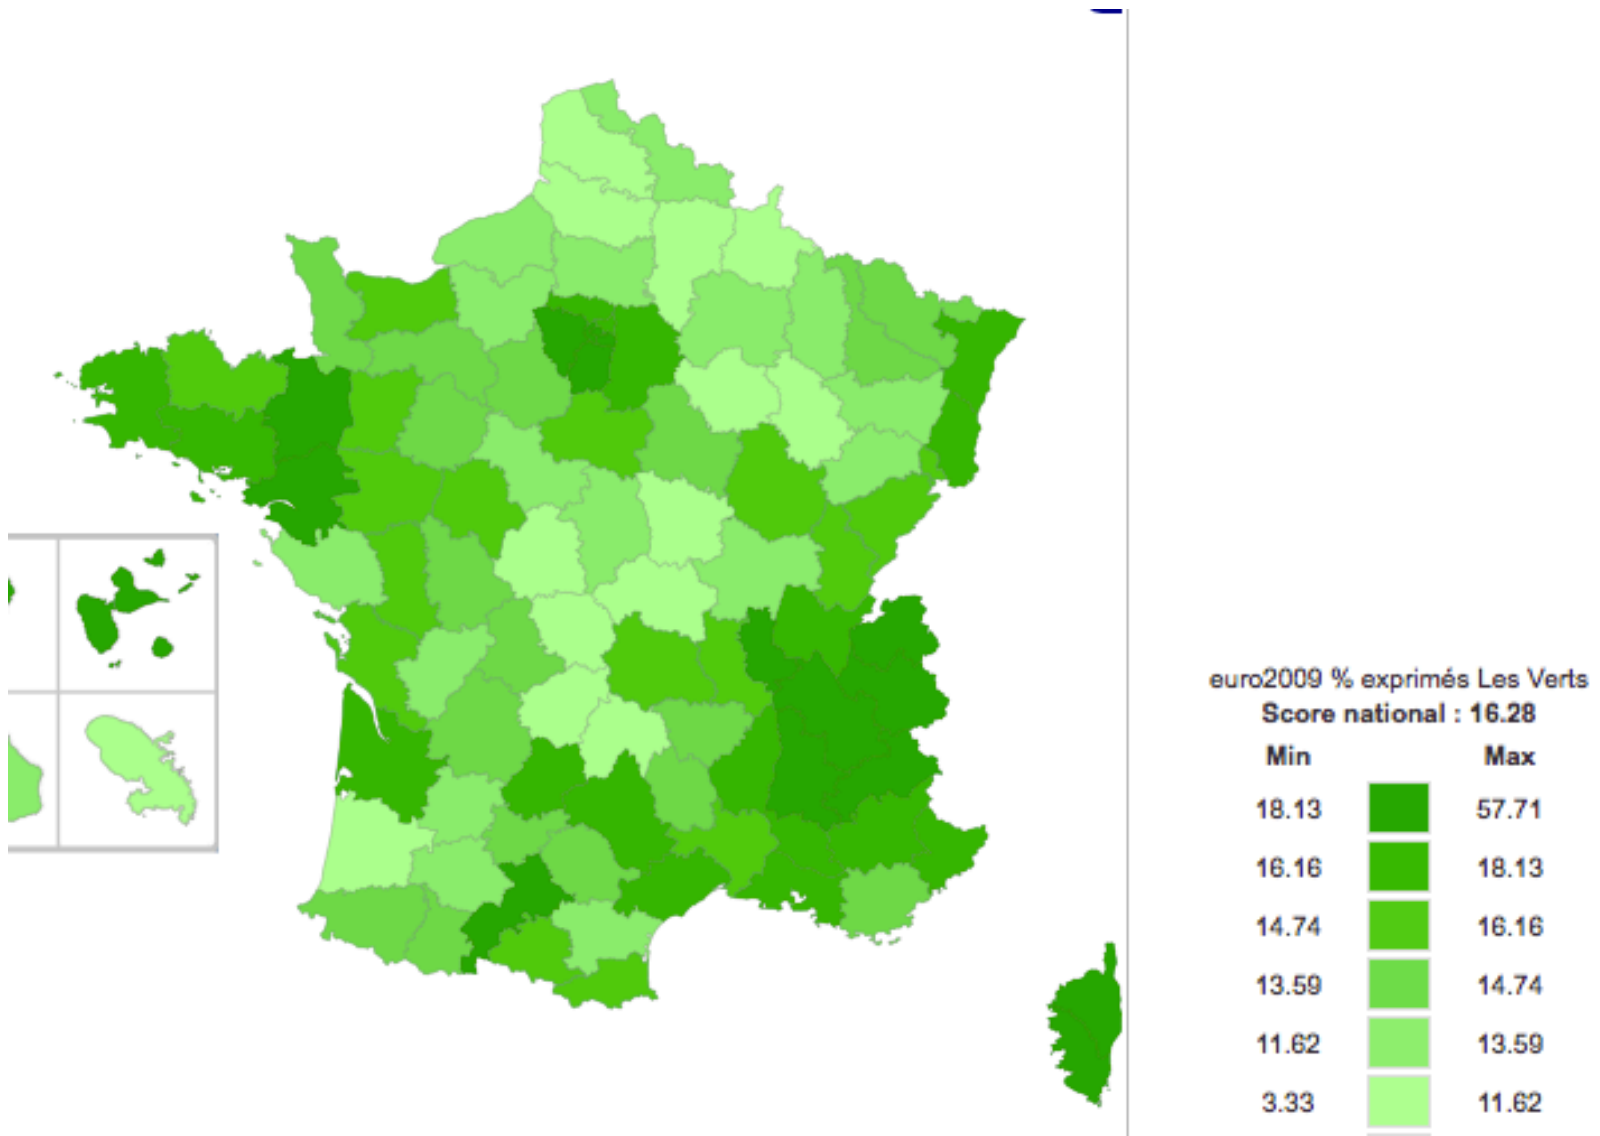 euro2009 % exprimés Les Verts
Score national : 16.28
Min Max
18.13 57.71
16.16 18.13
14.74 16.16
13.59 14.74
11.62 13.59
3.33 11.62